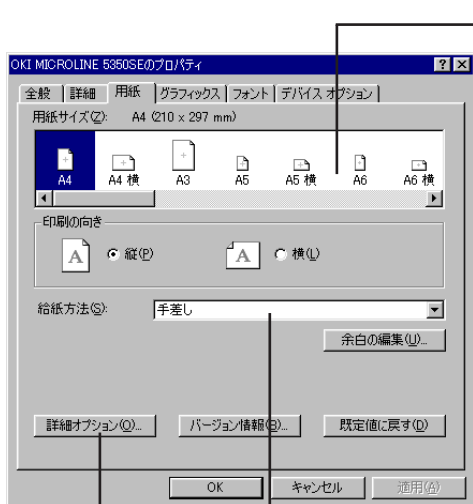 OKI MICROLINE 5350SEのプロパティ
全般 詳細 用紙 グラフィックス フォント デバイス オプション
用紙サイズ(Z): A4 (210 x 297 mm)
A4 A4 横 A3 A5 A5 横 A6 A6 横
印刷の向き
A 縦(P) A 横(L)
給紙方法(S): 手差し
余白の編集(U)...
詳細オプション(O)... バージョン情報(B)... 既定値に戻す(D)
OK キャンセル 適用(A)